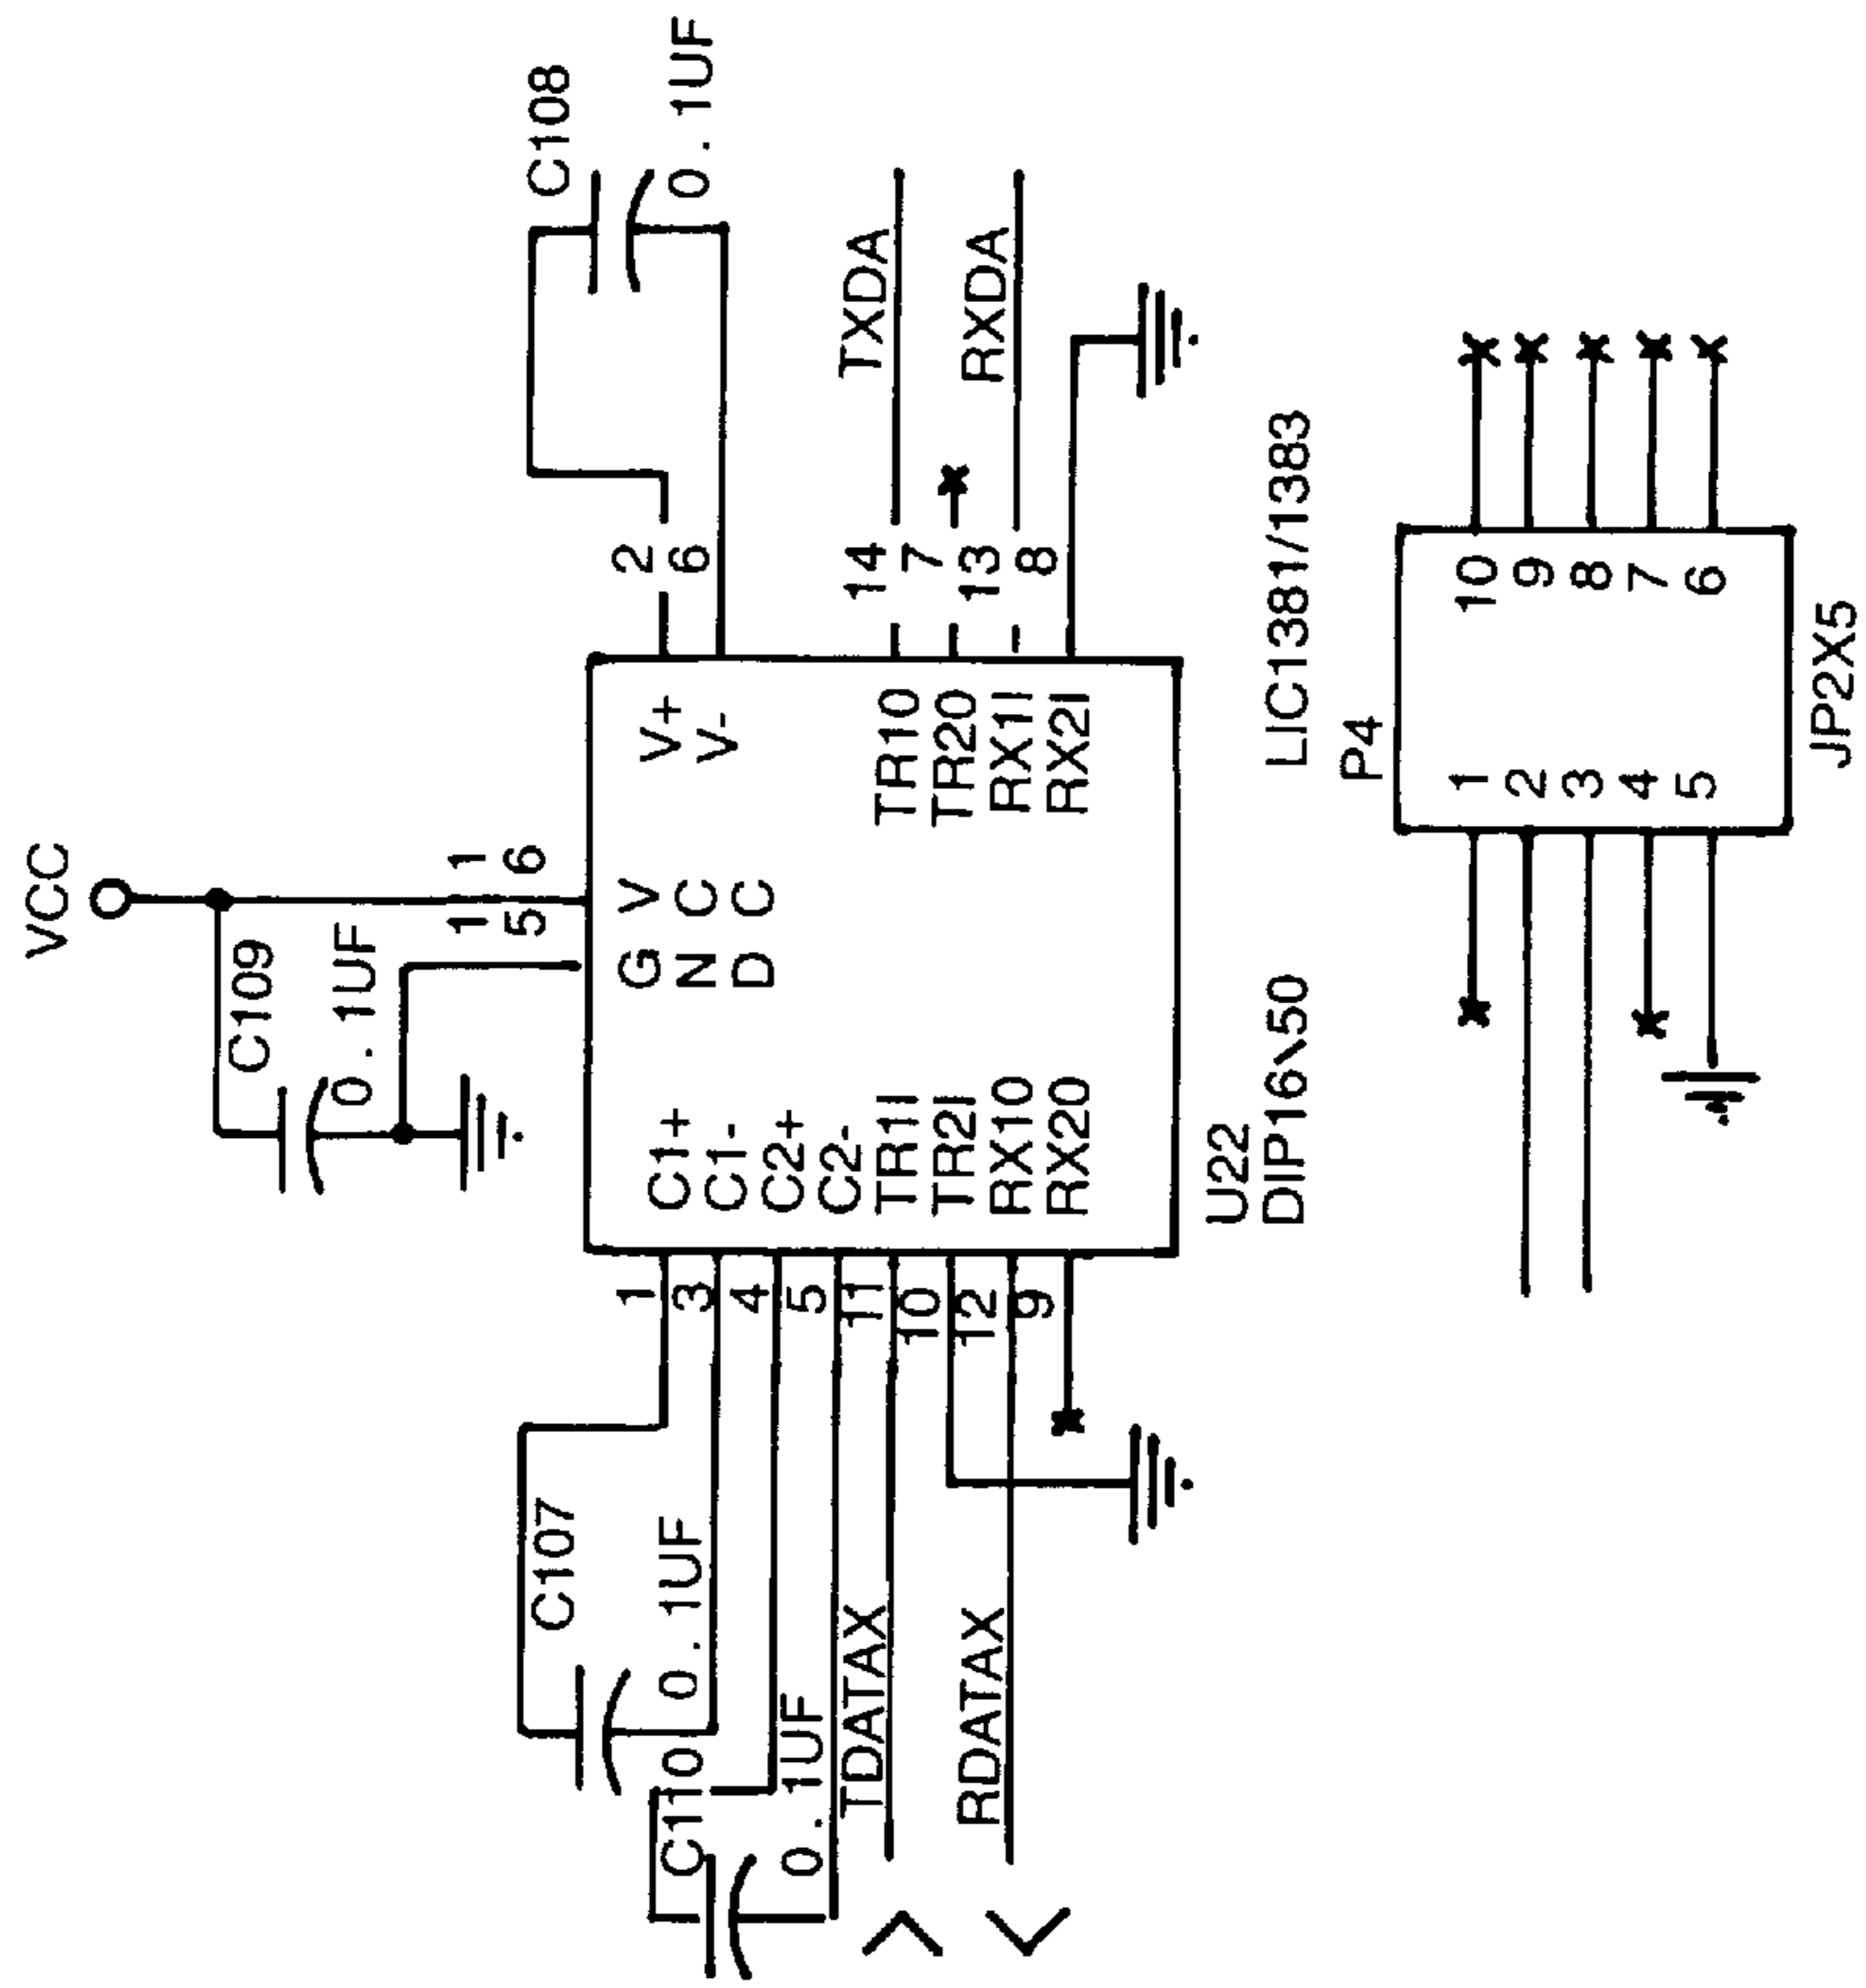 VCC
C109
0.1UF
1 1
5 6
C108
0.1UF
C107
0.1UF
C110
0.1UF
1
3
4
5
11
10
12
9
C1+
C1-
C2+
C2-
TR1I
TR2I
RX1O
RX2O
GND
VCC
V+
V-
TR1O
TR2O
RX1I
RX2I
2
6
14
7
13
8
TXDA
RXDA
TDATAX
RDATAX
U22
DIP16\50
LIC1381/1383
P4
1 10
2 9
3 8
4 7
5 6
JP2X5